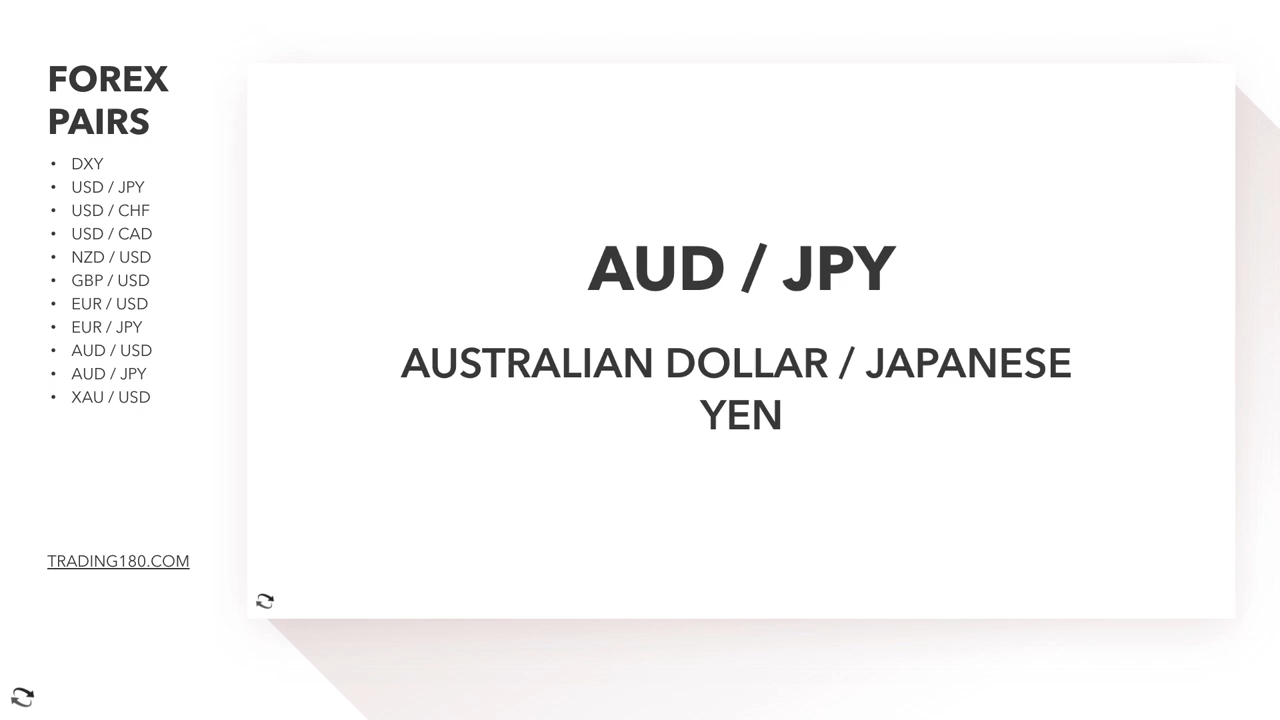 FOREX
PAIRS
• DXY
• USD / JPY
• USD / CHF
• USD / CAD
• NZD / USD
• GBP / USD
• EUR / USD
• EUR / JPY
• AUD / USD
• AUD / JPY
• XAU / USD
TRADING180.COM
AUD / JPY
AUSTRALIAN DOLLAR / JAPANESE
YEN